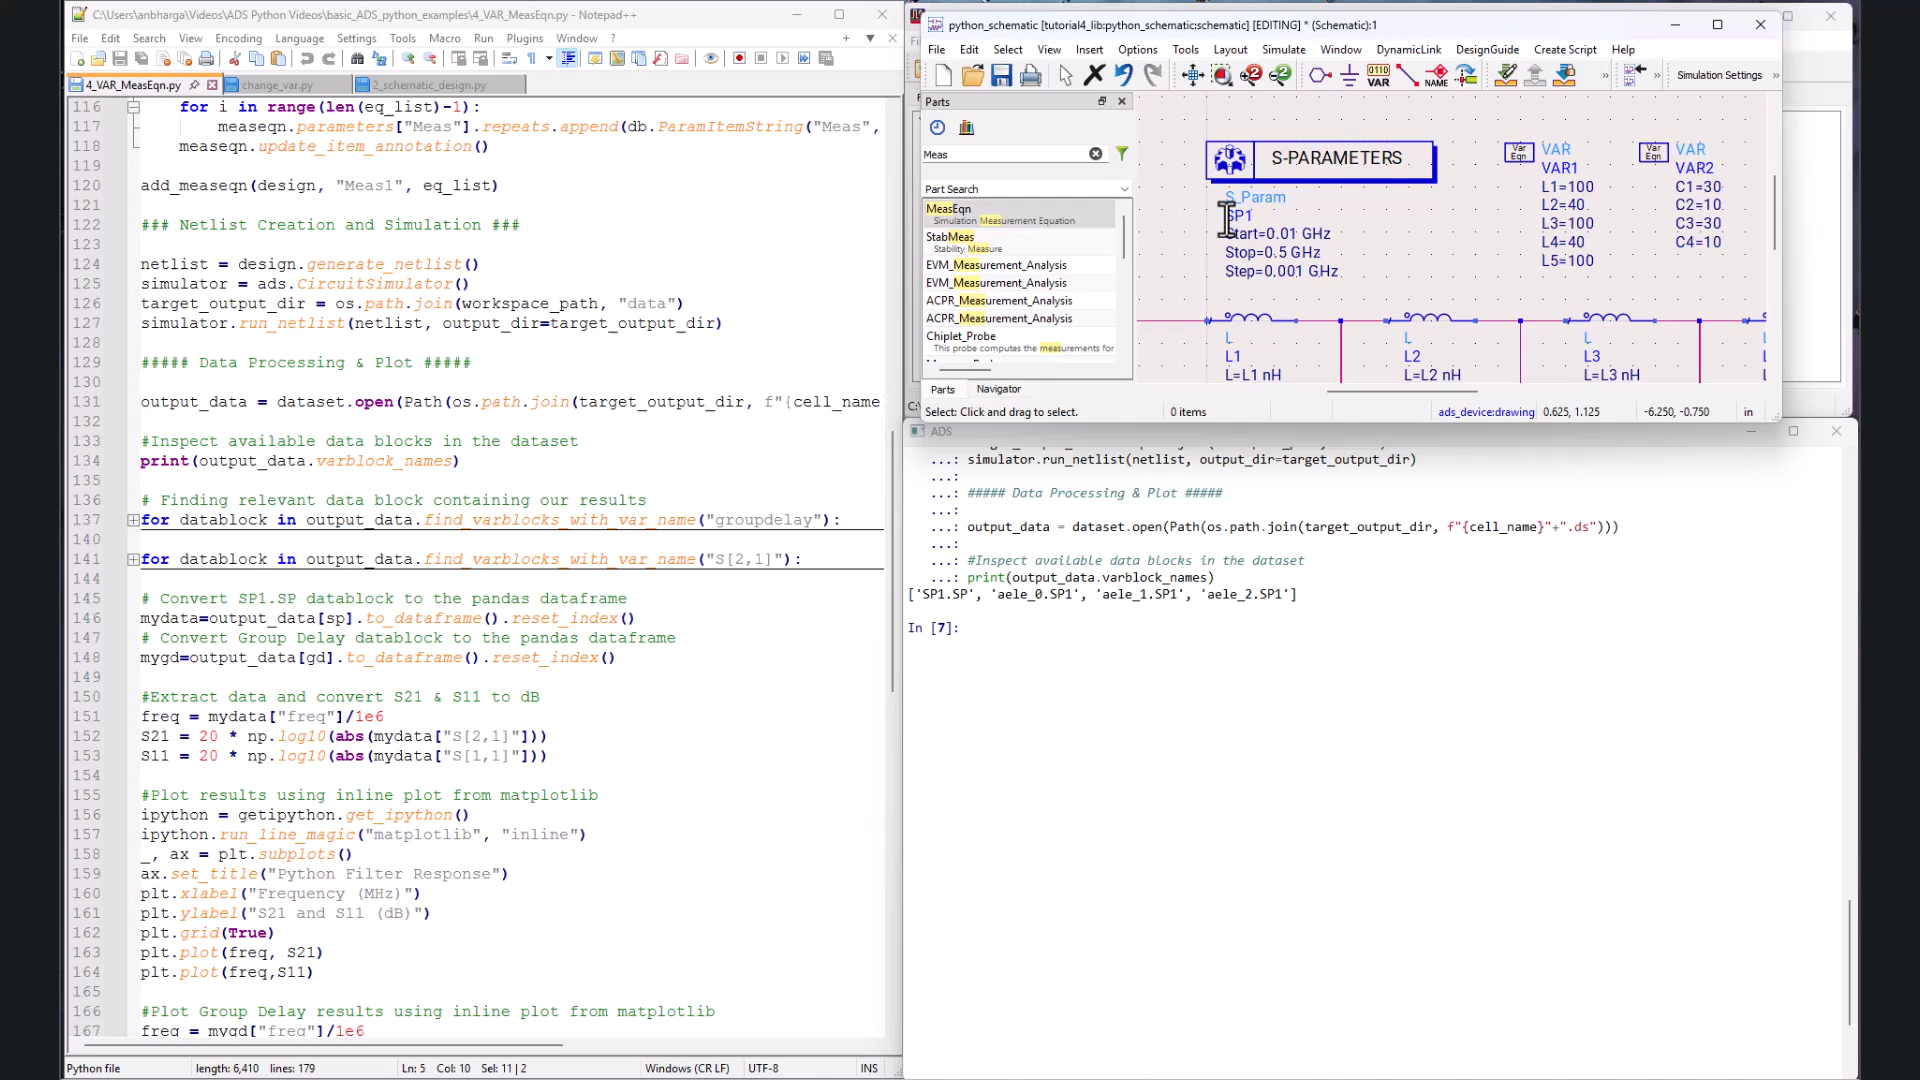 C:\Users\anbharga\Videos\ADS Python Videos\basic_ADS_python_examples\4_VAR_MeasEqn.py - Notepad++
File Edit Search View Encoding Language Settings Tools Macro Run Plugins Window ?
4_VAR_MeasEqn.py
change_var.py
2_schematic_design.py
116 for i in range(len(eq_list)-1):
117 measeqn.parameters["Meas"].repeats.append(db.ParamItemString("Meas",
118 measeqn.update_item_annotation()
119
120 add_measeqn(design, "Meas1", eq_list)
121
122 ### Netlist Creation and Simulation ###
123
124 netlist = design.generate_netlist()
125 simulator = ads.CircuitSimulator()
126 target_output_dir = os.path.join(workspace_path, "data")
127 simulator.run_netlist(netlist, output_dir=target_output_dir)
128
129 ##### Data Processing & Plot #####
130
131 output_data = dataset.open(Path(os.path.join(target_output_dir, f"{cell_name
132
133 #Inspect available data blocks in the dataset
134 print(output_data.varblock_names)
135
136 # Finding relevant data block containing our results
137 for datablock in output_data.find_varblocks_with_var_name("groupdelay"):
140
141 for datablock in output_data.find_varblocks_with_var_name("S[2,1]"):
144
145 # Convert SP1.SP datablock to the pandas dataframe
146 mydata=output_data[sp].to_dataframe().reset_index()
147 # Convert Group Delay datablock to the pandas dataframe
148 mygd=output_data[gd].to_dataframe().reset_index()
149
150 #Extract data and convert S21 & S11 to dB
151 freq = mydata["freq"]/1e6
152 S21 = 20 * np.log10(abs(mydata["S[2,1]"]))
153 S11 = 20 * np.log10(abs(mydata["S[1,1]"]))
154
155 #Plot results using inline plot from matplotlib
156 ipython = getipython.get_ipython()
157 ipython.run_line_magic("matplotlib", "inline")
158 _, ax = plt.subplots()
159 ax.set_title("Python Filter Response")
160 plt.xlabel("Frequency (MHz)")
161 plt.ylabel("S21 and S11 (dB)")
162 plt.grid(True)
163 plt.plot(freq, S21)
164 plt.plot(freq,S11)
165
166 #Plot Group Delay results using inline plot from matplotlib
167 freq = mygd["freq"]/1e6
Python file length: 6,410 lines: 179 Ln: 5 Col: 10 Sel: 11 | 2 Windows (CR LF) UTF-8 INS
python_schematic [tutorial4_lib:python_schematic:schematic] [EDITING] * (Schematic):1
File Edit Select View Insert Options Tools Layout Simulate Window DynamicLink DesignGuide Create Script Help
0110 VAR NAME » » Simulation Settings »
Parts
Meas
Part Search
MeasEqn
Simulation Measurement Equation
StabMeas
Stability Measure
EVM_Measurement_Analysis
EVM_Measurement_Analysis
ACPR_Measurement_Analysis
ACPR_Measurement_Analysis
Chiplet_Probe
This probe computes the measurements for
Parts Navigator
S-PARAMETERS
S_Param
SP1
Start=0.01 GHz
Stop=0.5 GHz
Step=0.001 GHz
Var Eqn
VAR
VAR1
L1=100
L2=40
L3=100
L4=40
L5=100
Var Eqn
VAR
VAR2
C1=30
C2=10
C3=30
C4=10
L
L1
L=L1 nH
L
L2
L=L2 nH
L
L3
L=L3 nH
Select: Click and drag to select. 0 items ads_device:drawing 0.625, 1.125 -6.250, -0.750 in
ADS
...: simulator.run_netlist(netlist, output_dir=target_output_dir)
...:
...: ##### Data Processing & Plot #####
...:
...: output_data = dataset.open(Path(os.path.join(target_output_dir, f"{cell_name}"+".ds")))
...:
...: #Inspect available data blocks in the dataset
...: print(output_data.varblock_names)
['SP1.SP', 'aele_0.SP1', 'aele_1.SP1', 'aele_2.SP1']
In [7]: